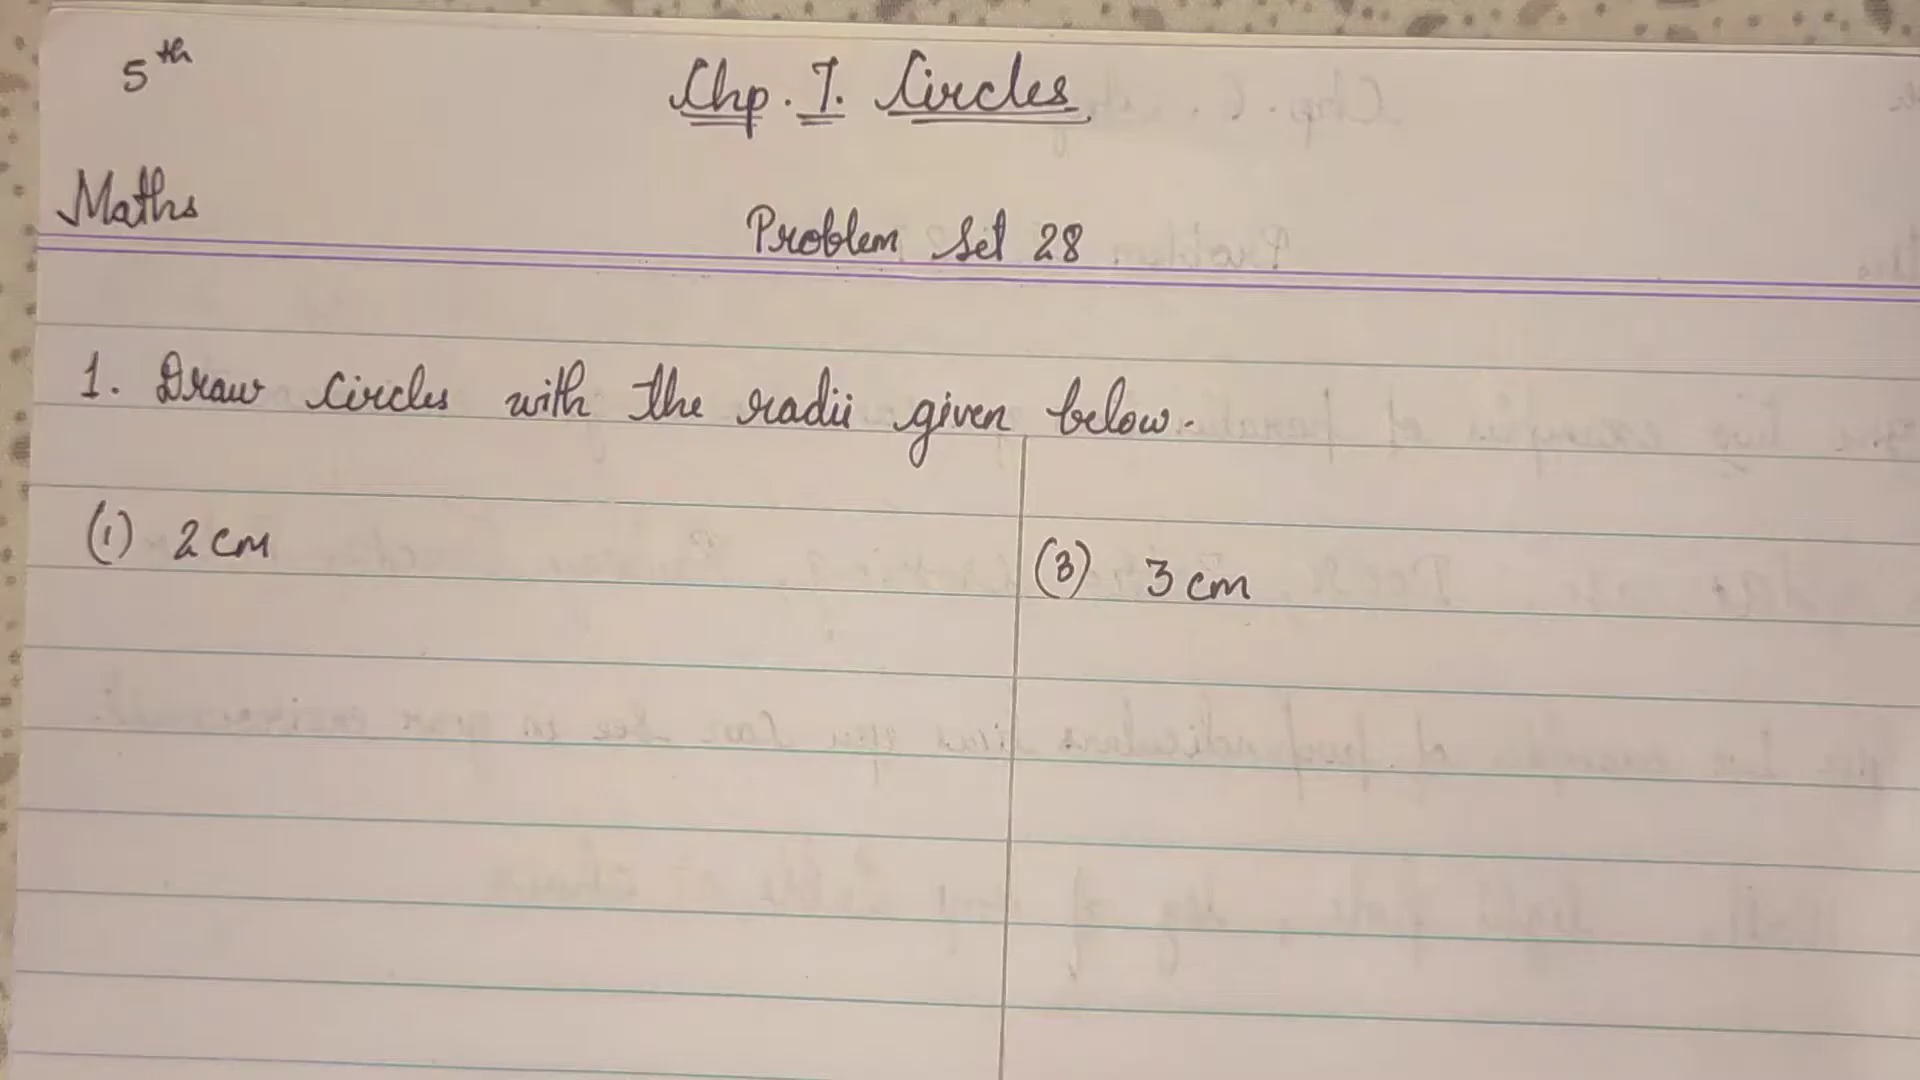 5th
Chp. 7. Circles
Maths
Problem Set 28
1. Draw Circles with the radii given below.
(1) 2 cm
(3) 3 cm